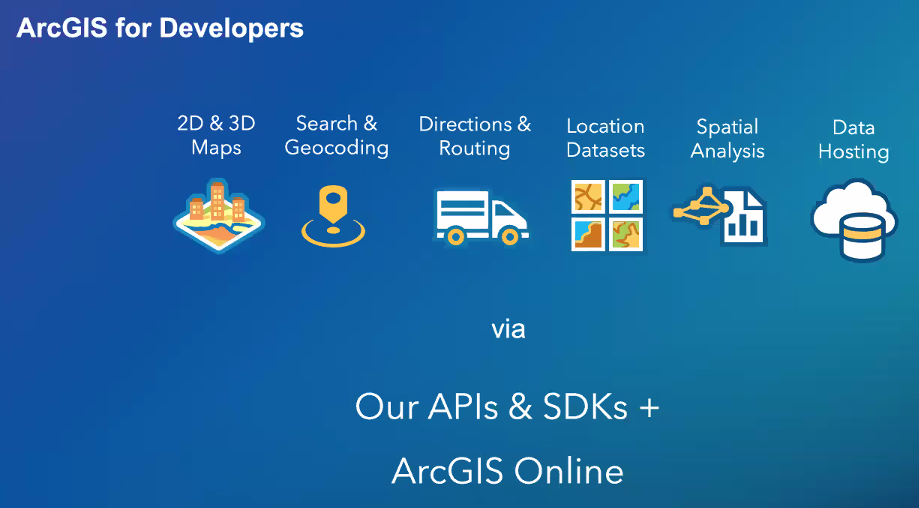 ArcGIS for Developers
2D & 3D
Maps
Search &
Geocoding
Directions &
Routing
Location
Datasets
Spatial
Analysis
Data
Hosting
via
Our APIs & SDKs +
ArcGIS Online